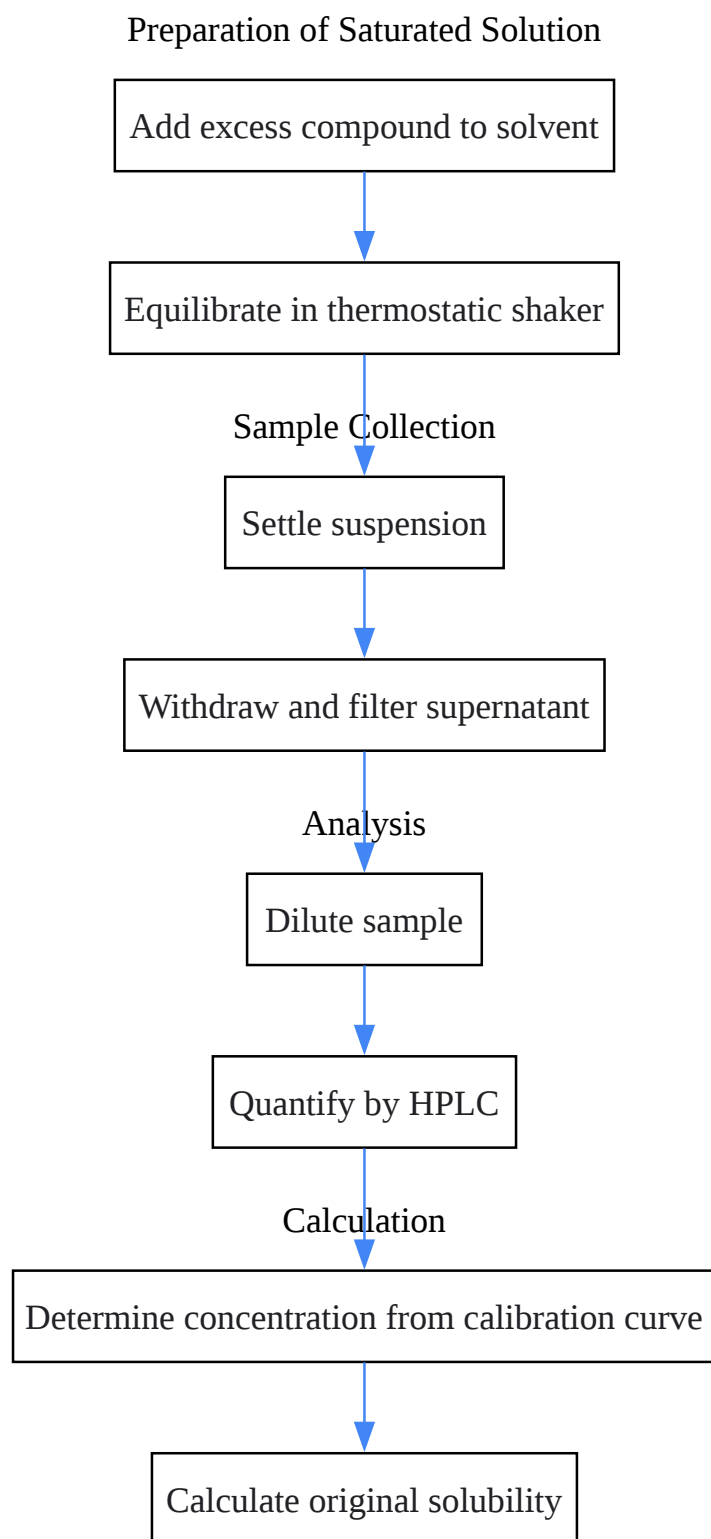 Preparation of Saturated Solution
Add excess compound to solvent
Equilibrate in thermostatic shaker
Sample Collection
Settle suspension
Withdraw and filter supernatant
Analysis
Dilute sample
Quantify by HPLC
Calculation
Determine concentration from calibration curve
Calculate original solubility